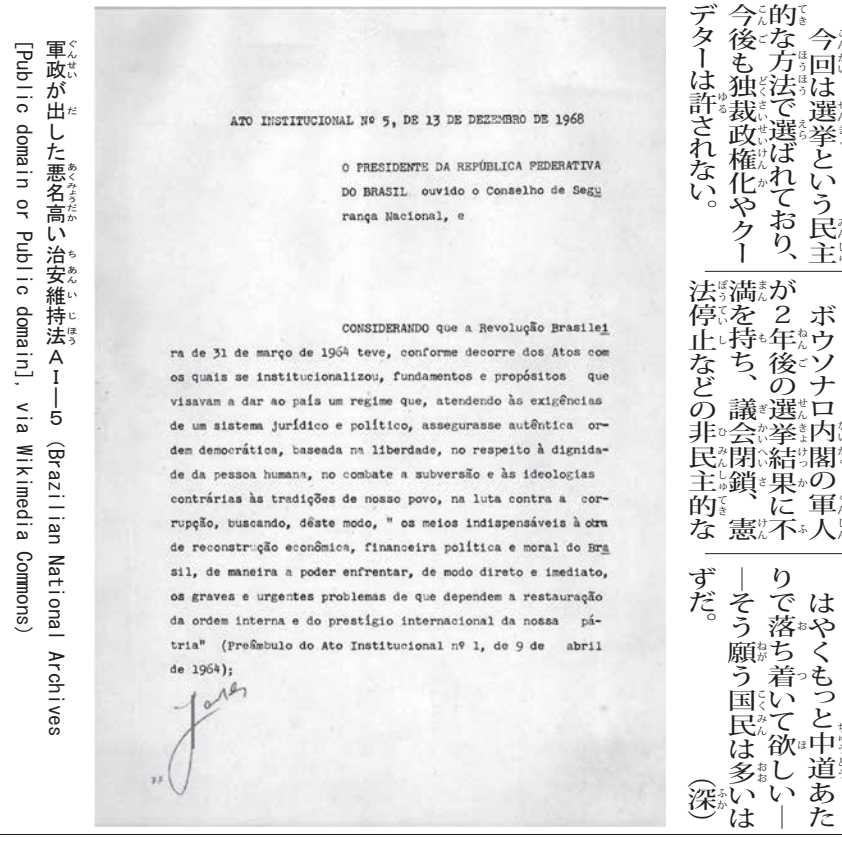 今回は選挙という民主
的な方法で選ばれており、
今後も独裁政権化やクー
デターは許されない。
ボウソナロ内閣の軍人
が２年後の選挙結果に不
満を持ち、議会閉鎖、憲
法停止などの非民主的な
はやくもっと中道あた
りで落ち着いて欲しい―
―そう願う国民は多いは
ずだ。（深）
ATO INSTITUCIONAL Nº 5, DE 13 DE DEZEMBRO DE 1968
O PRESIDENTE DA REPÚBLICA FEDERATIVA
DO BRASIL ouvido o Conselho de Segu
rança Nacional, e
CONSIDERANDO que a Revolução Brasilei
ra de 31 de março de 1964 teve, conforme decorre dos Atos com
os quais se institucionalizou, fundamentos e propósitos que
visavam a dar ao país um regime que, atendendo às exigências
de um sistema jurídico e político, assegurasse autêntica or-
dem democrática, baseada na liberdade, no respeito à dignida-
de da pessoa humana, no combate a subversão e às ideologias
contrárias às tradições de nosso povo, na luta contra a cor-
rupção, buscando, dêste modo, " os meios indispensáveis à obra
de reconstrução econômica, financeira política e moral do Bra
sil, de maneira a poder enfrentar, de modo direto e imediato,
os graves e urgentes problemas de que dependem a restauração
da ordem interna e do prestígio internacional da nossa pá-
tria" (Preâmbulo do Ato Institucional nº 1, de 9 de abril
de 1964);
軍政が出した悪名高い治安維持法ＡＩ―５（Brazilian National Archives
[Public domain or Public domain], via Wikimedia Commons）